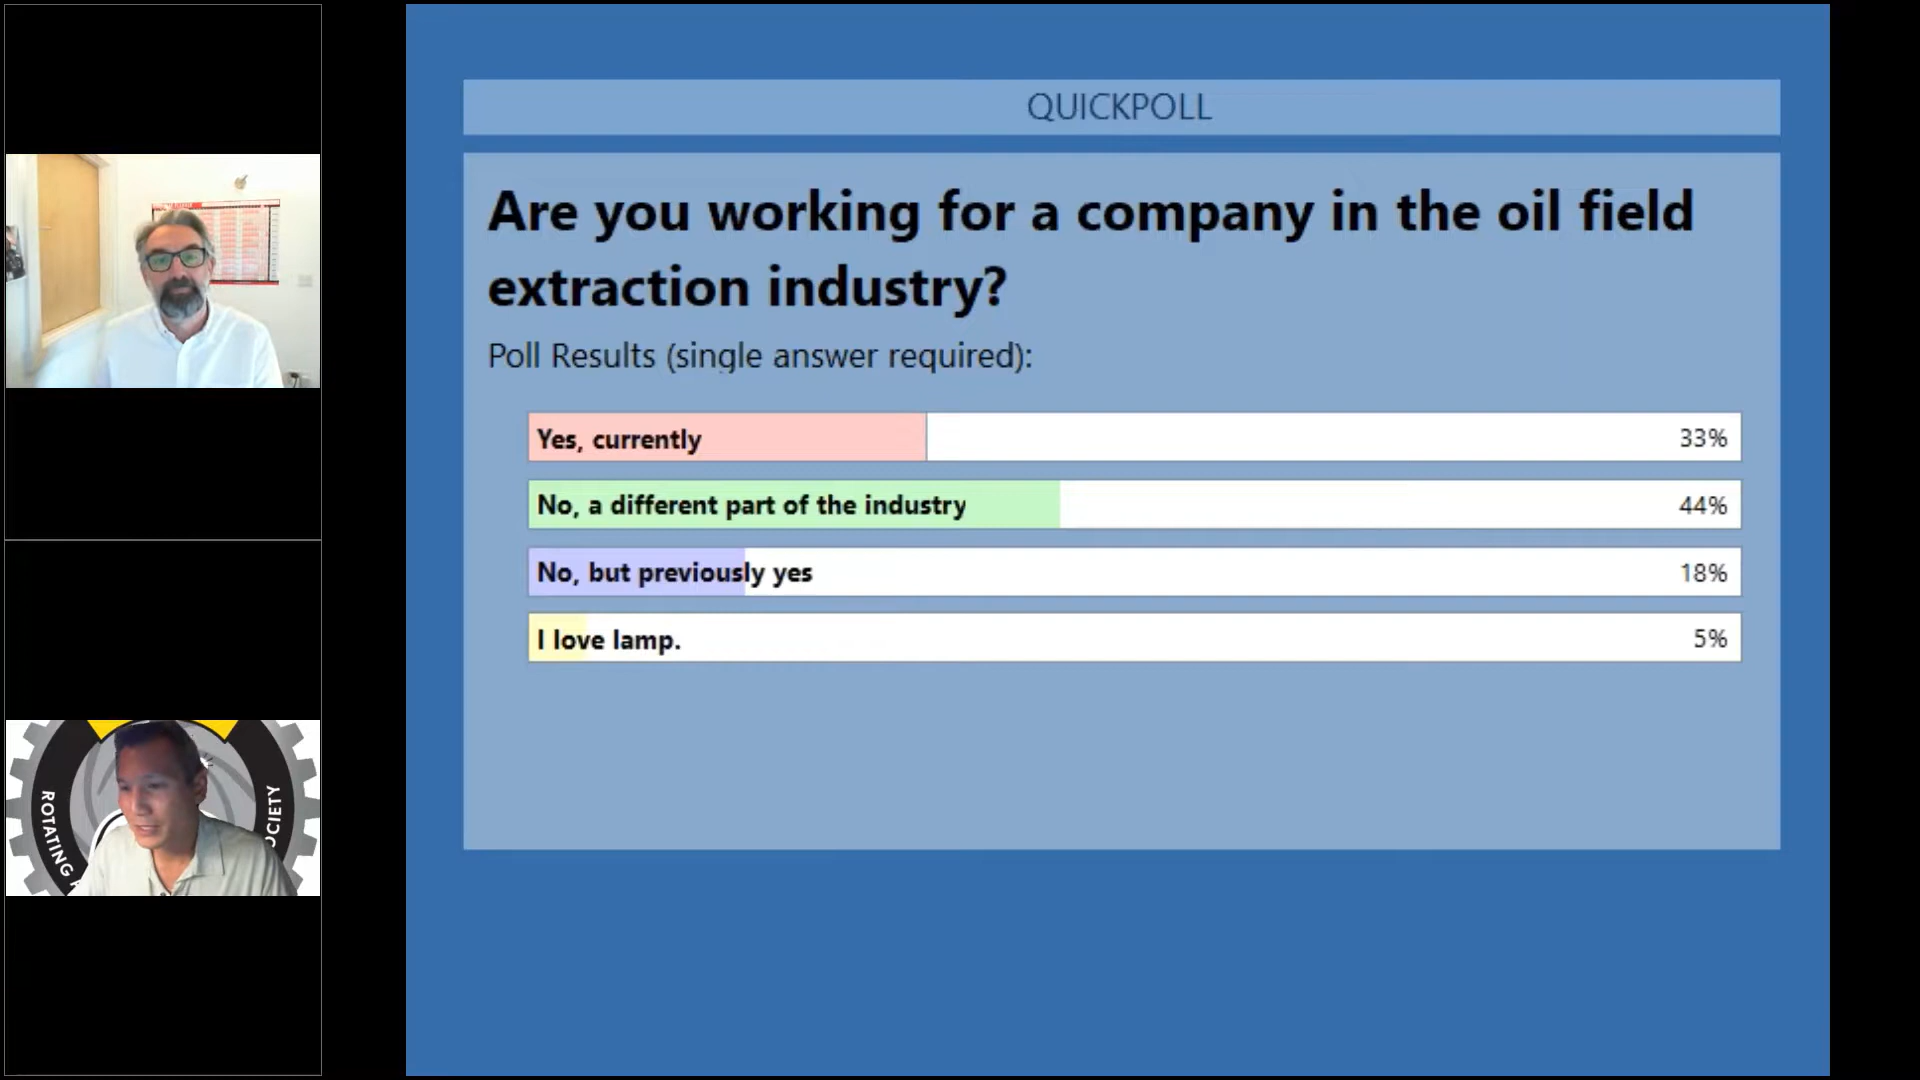 QUICKPOLL
Are you working for a company in the oil field
extraction industry?
Poll Results (single answer required):
Yes, currently
33%
No, a different part of the industry
44%
No, but previously yes
18%
I love lamp.
5%
ROTATING